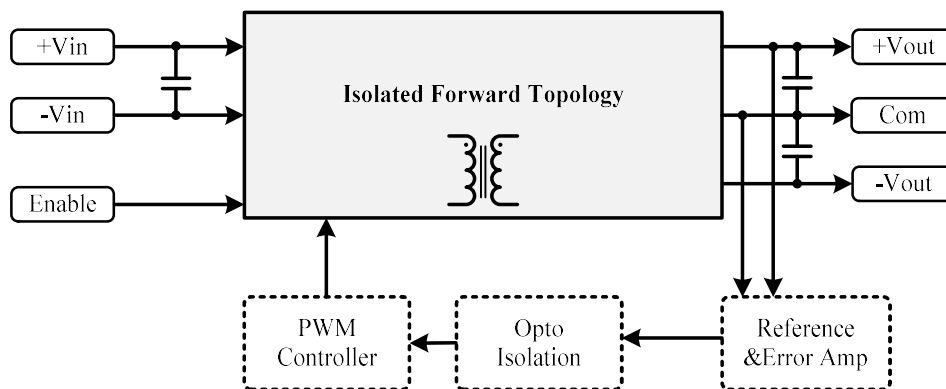 +Vin
+Vout
Isolated Forward Topology
-Vin
Com
Enable
-Vout
PWM
Controller
Opto
Isolation
Reference
&Error Amp